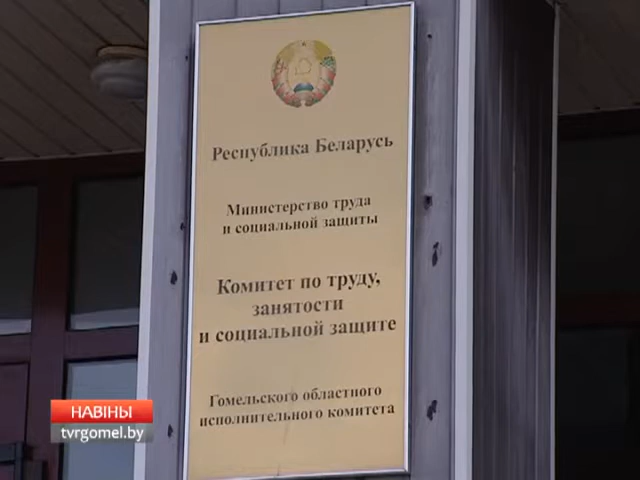 Республика Беларусь
Министерство труда
и социальной защиты
Комитет по труду,
занятости
и социальной защите
Гомельского областного
исполнительного комитета
НАВІНЫ
tvrgomel.by